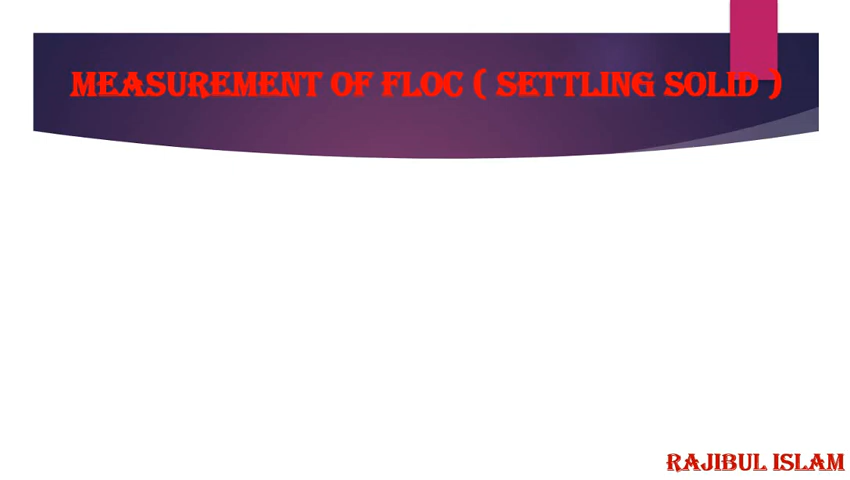 MEASUREMENT OF FLOC ( SETTLING SOLID )
RAJIBUL ISLAM